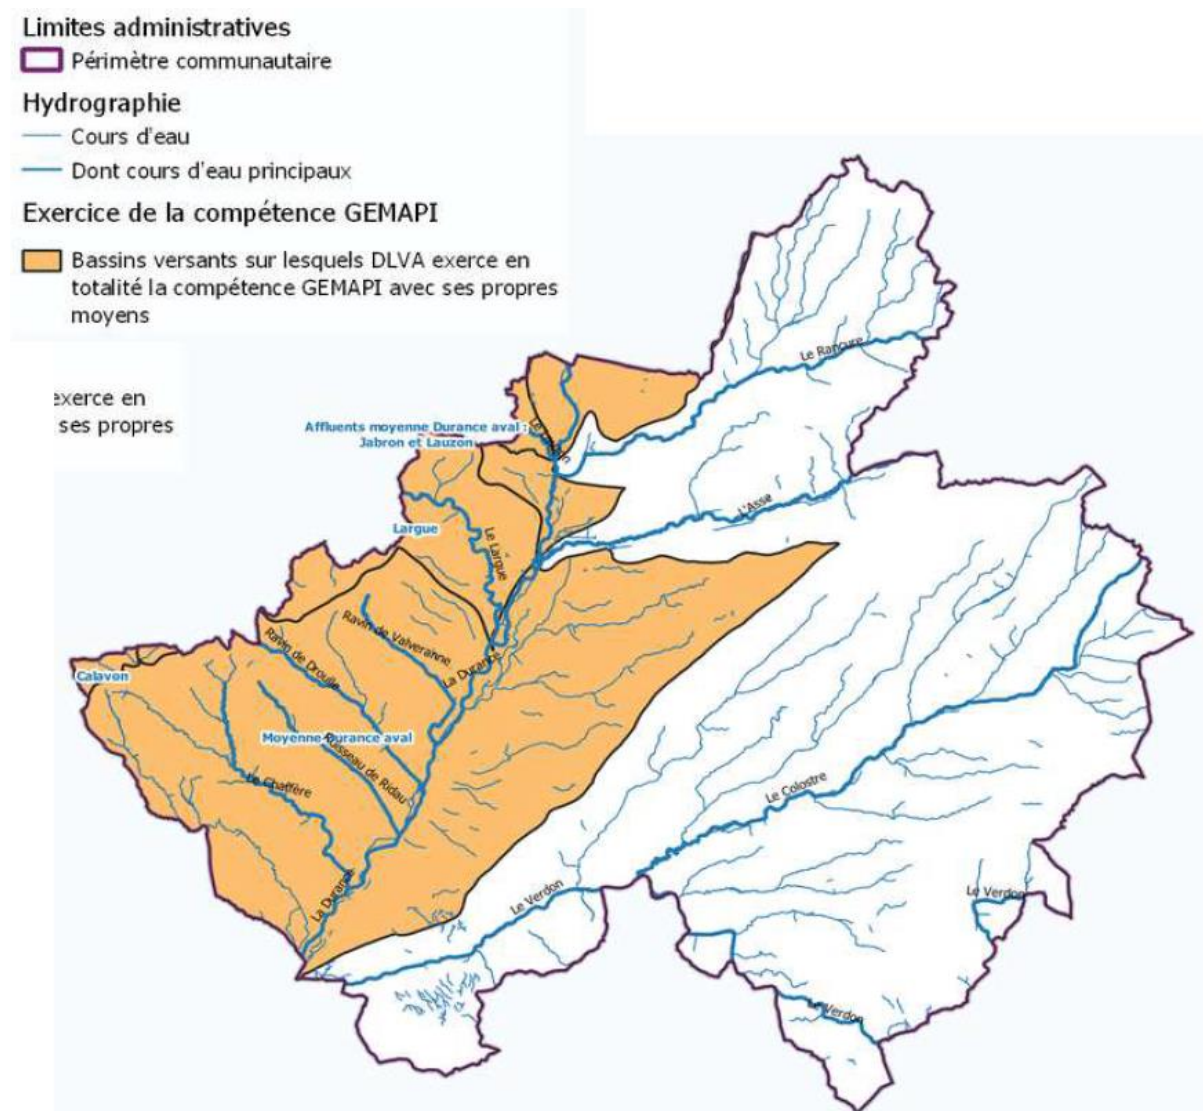 Limites administratives
Périmètre communautaire
Hydrographie
Cours d'eau
Dont cours d'eau principaux
Exercice de la compétence GEMAPI
Bassins versants sur lesquels DLVA exerce en
totalité la compétence GEMAPI avec ses propres
moyens
exerce en
ses propres
Le Rancure
Affluents moyenne Durance aval :
Jabron et Lauzon
L'Asse
Largue
Le Largue
Ravin de Valveranne
Ravin de Drouille
La Durance
Calavon
Moyenne Durance aval
Ruisseau de Ridau
Le Chaffère
Le Colostre
La Durance
Le Verdon
Le Verdon
Le Verdon